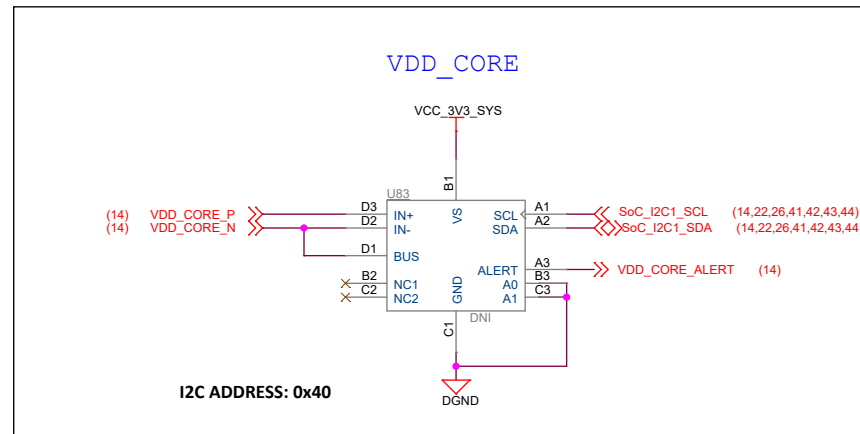 VDD_CORE
VCC_3V3_SYS
U83
B1
(14) VDD_CORE_P D3 IN+ VS SCL A1 SoC_I2C1_SCL (14,22,26,41,42,43,44
(14) VDD_CORE_N D2 IN- SDA A2 SoC_I2C1_SDA (14,22,26,41,42,43,44
D1 BUS
ALERT A3 VDD_CORE_ALERT (14)
B2 NC1 GND A0 B3
C2 NC2 A1 C3
DNI
C1
I2C ADDRESS: 0x40
DGND